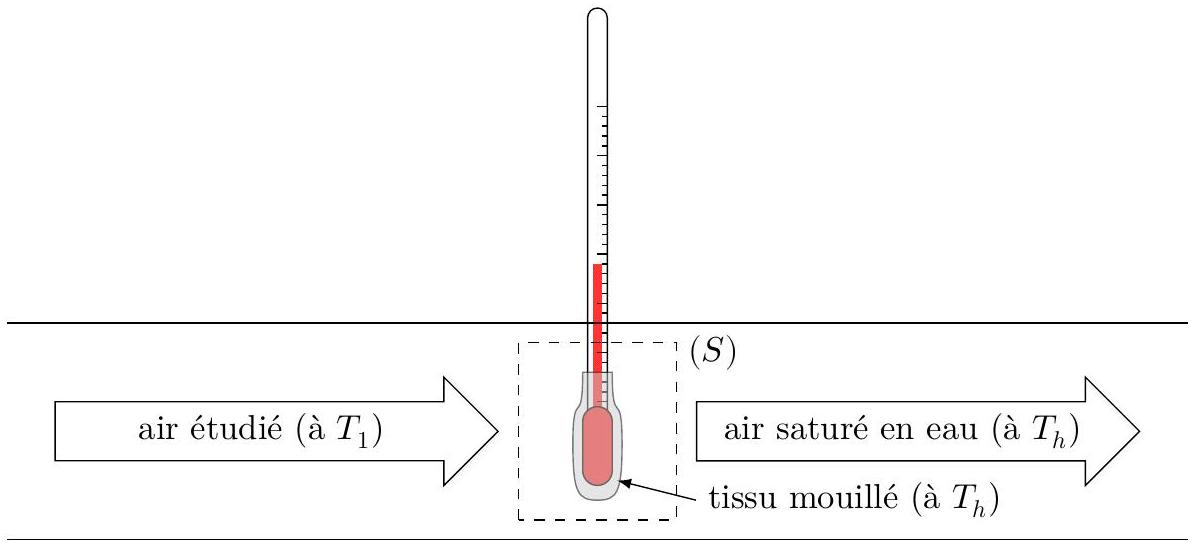 (S)
air étudié (à T₁)
air saturé en eau (à Tₕ)
tissu mouillé (à Tₕ)